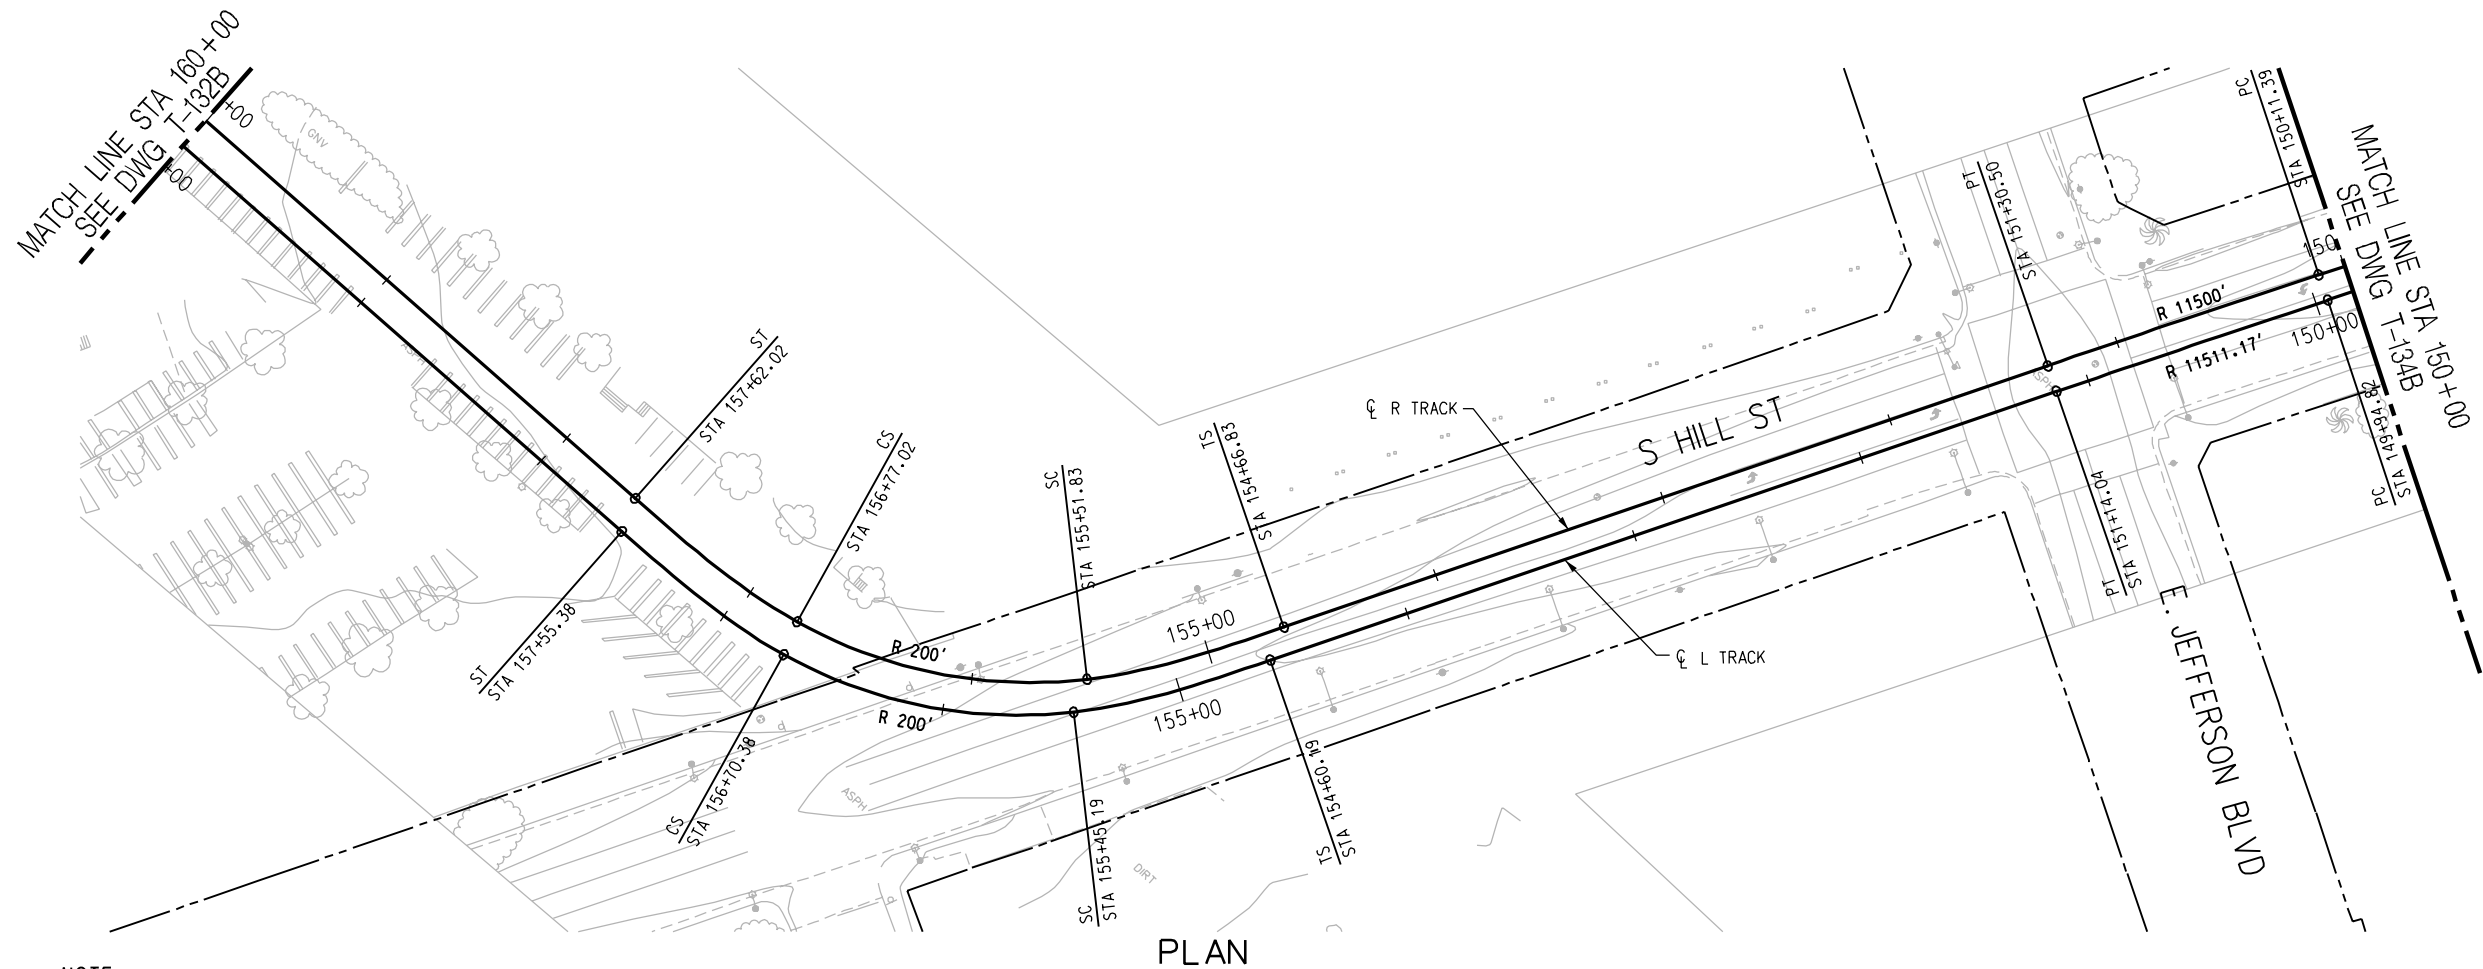 MATCH LINE STA 160+00
SEE DWG T-132B
+00
+00
GNV
ASPH
ST
STA 157+62.02
CS
STA 156+77.02
SC
STA 155+51.83
TS
STA 154+66.83
℄ R TRACK
S HILL ST
PT
STA 151+30.50
PC
STA 150+11.39
MATCH LINE STA 150+00
SEE DWG T-134B
150
R 11500'
150+00
R 11511.17'
PC
STA 149+94.82
PT
STA 151+14.04
E. JEFFERSON BLVD
℄ L TRACK
155+00
155+00
R 200'
R 200'
ST
STA 157+55.38
CS
STA 156+70.38
SC
STA 155+45.19
TS
STA 154+60.19
ASPH
DIRT
PLAN